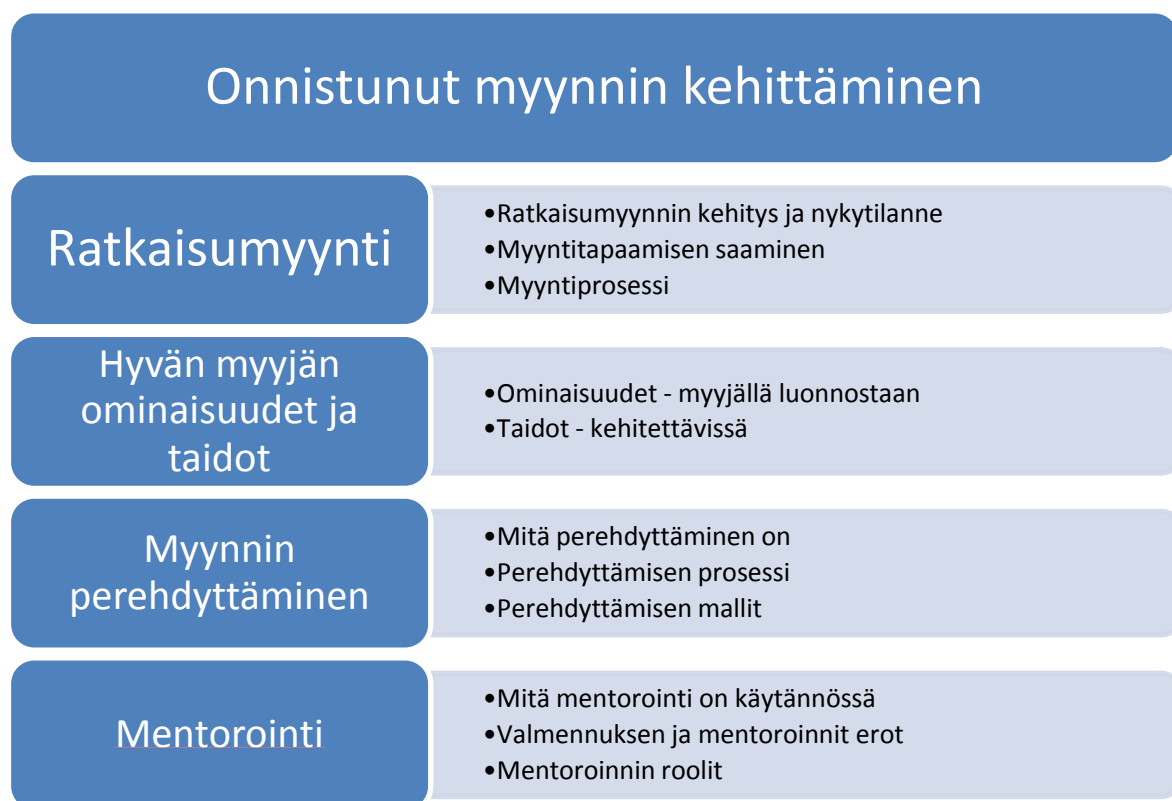 Onnistunut myynnin kehittäminen
Ratkaisumyynti
•Ratkaisumyynnin kehitys ja nykytilanne
•Myyntitapaamisen saaminen
•Myyntiprosessi
Hyvän myyjän
ominaisuudet ja
taidot
•Ominaisuudet - myyjällä luonnostaan
•Taidot - kehitettävissä
Myynnin
perehdyttäminen
•Mitä perehdyttäminen on
•Perehdyttämisen prosessi
•Perehdyttämisen mallit
Mentorointi
•Mitä mentorointi on käytännössä
•Valmennuksen ja mentoroinnit erot
•Mentoroinnin roolit